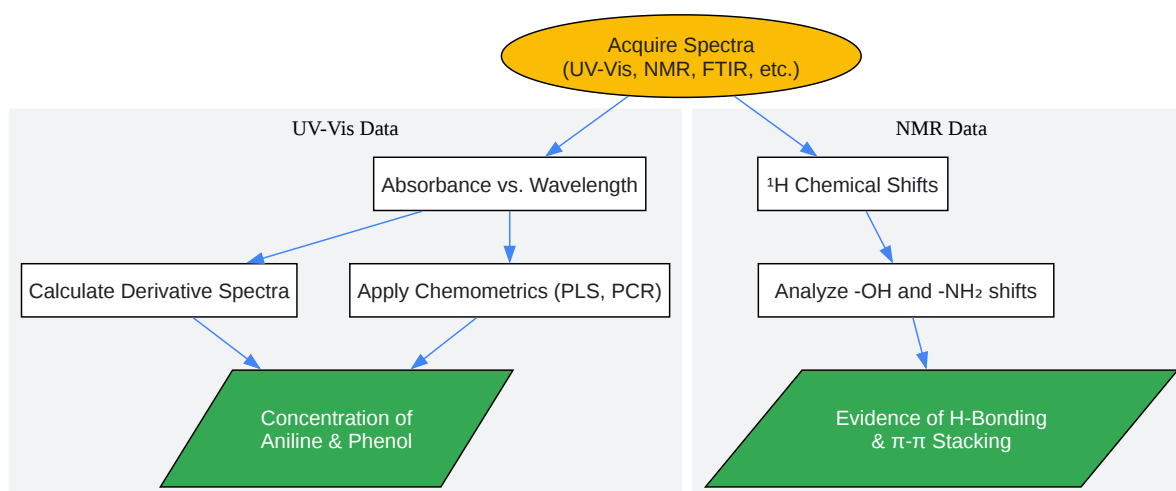 Acquire Spectra
(UV-Vis, NMR, FTIR, etc.)
UV-Vis Data
NMR Data
Absorbance vs. Wavelength
¹H Chemical Shifts
Calculate Derivative Spectra
Apply Chemometrics (PLS, PCR)
Analyze -OH and -NH₂ shifts
Concentration of
Aniline & Phenol
Evidence of H-Bonding
& π-π Stacking